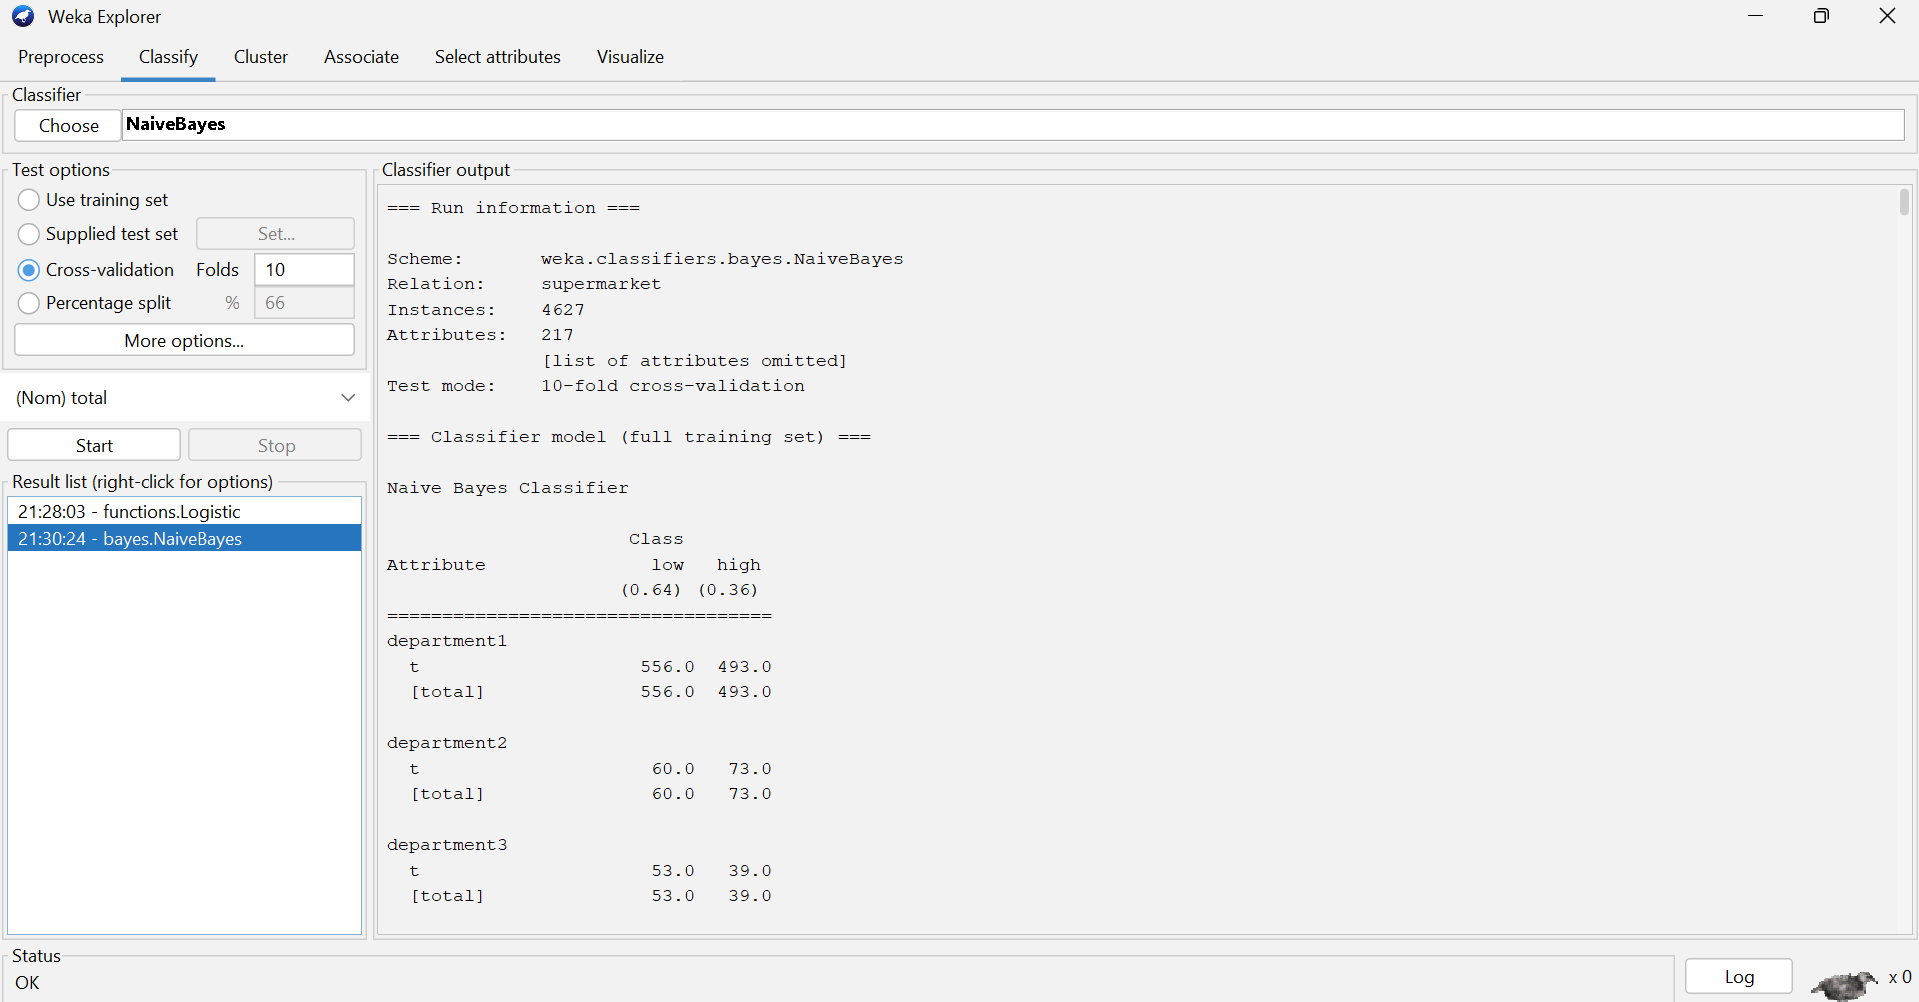 Weka Explorer
Preprocess Classify Cluster Associate Select attributes Visualize
Classifier
Choose NaiveBayes
Test options
Use training set
Supplied test set Set...
Cross-validation Folds 10
Percentage split % 66
More options...
(Nom) total
Start Stop
Result list (right-click for options)
21:28:03 - functions.Logistic
21:30:24 - bayes.NaiveBayes
Classifier output
=== Run information ===
Scheme: weka.classifiers.bayes.NaiveBayes
Relation: supermarket
Instances: 4627
Attributes: 217
[list of attributes omitted]
Test mode: 10-fold cross-validation
=== Classifier model (full training set) ===
Naive Bayes Classifier
Class
Attribute low high
(0.64) (0.36)
===================================
department1
t 556.0 493.0
[total] 556.0 493.0
department2
t 60.0 73.0
[total] 60.0 73.0
department3
t 53.0 39.0
[total] 53.0 39.0
Status
OK
Log x 0